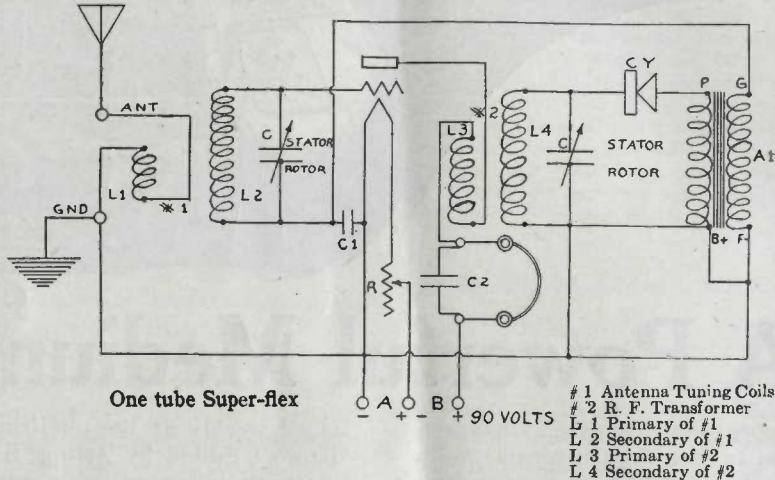 ANT
GND
L1
* 1
L2
C
STATOR
ROTOR
C1
R
* 2
L3
L4
C2
C
CY
STATOR
ROTOR
P
G
At
B+
F-
- A + - B + 90 VOLTS
One tube Super-flex
# 1 Antenna Tuning Coils
# 2 R. F. Transformer
L 1 Primary of #1
L 2 Secondary of #1
L 3 Primary of #2
L 4 Secondary of #2